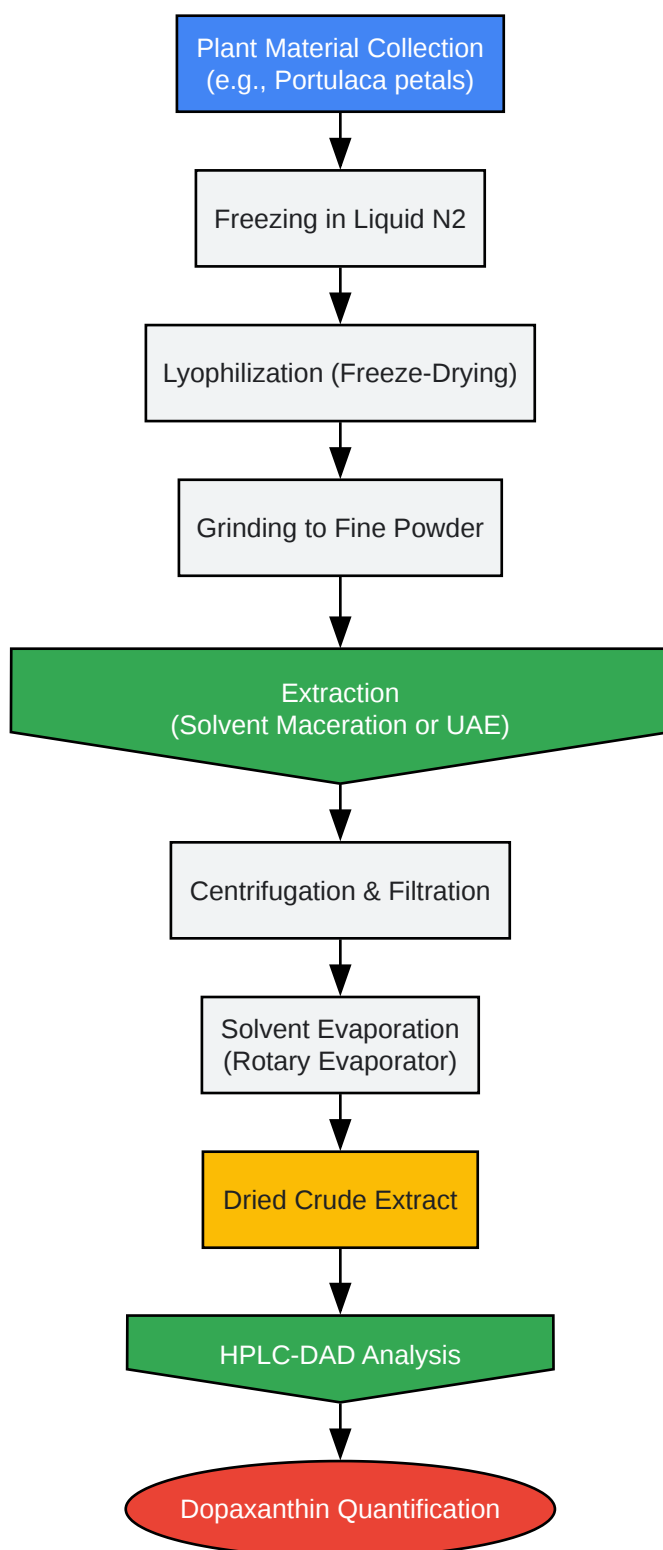 Plant Material Collection
(e.g., Portulaca petals)
Freezing in Liquid N2
Lyophilization (Freeze-Drying)
Grinding to Fine Powder
Extraction
(Solvent Maceration or UAE)
Centrifugation & Filtration
Solvent Evaporation
(Rotary Evaporator)
Dried Crude Extract
HPLC-DAD Analysis
Dopaxanthin Quantification